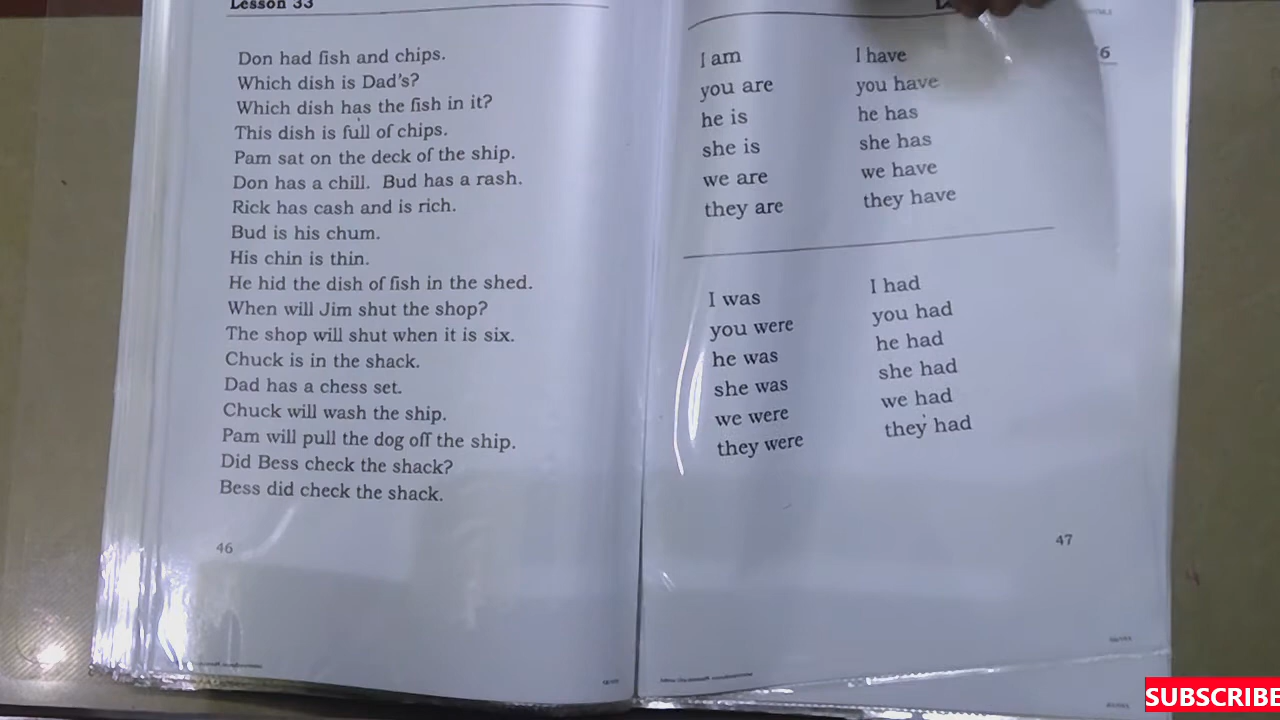 Lesson 33
Don had fish and chips.
Which dish is Dad's?
Which dish has the fish in it?
This dish is full of chips.
Pam sat on the deck of the ship.
Don has a chill. Bud has a rash.
Rick has cash and is rich.
Bud is his chum.
His chin is thin.
He hid the dish of fish in the shed.
When will Jim shut the shop?
The shop will shut when it is six.
Chuck is in the shack.
Dad has a chess set.
Chuck will wash the ship.
Pam will pull the dog off the ship.
Did Bess check the shack?
Bess did check the shack.
46
I am
you are
he is
she is
we are
they are
I have
you have
he has
she has
we have
they have
I was
you were
he was
she was
we were
they were
I had
you had
he had
she had
we had
they had
47
6
SUBSCRIBE